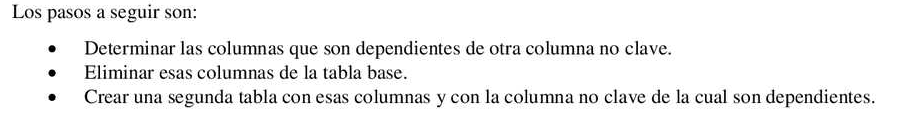 Los pasos a seguir son:
• Determinar las columnas que son dependientes de otra columna no clave.
• Eliminar esas columnas de la tabla base.
• Crear una segunda tabla con esas columnas y con la columna no clave de la cual son dependientes.